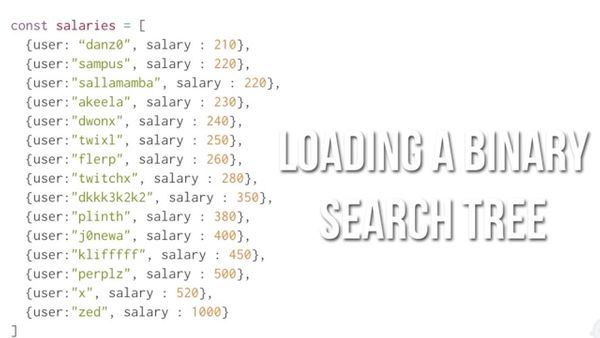 const salaries = [
{user: “danz0", salary : 210},
{user:"sampus", salary : 220},
{user:"sallamamba", salary : 220},
{user:"akeela", salary : 230},
{user:"dwonx", salary : 240},
{user:"twixl", salary : 250},
{user:"flerp", salary : 260},
{user:"twitchx", salary : 280},
{user:"dkkk3k2k2", salary : 350},
{user:"plinth", salary : 380},
{user:"j0newa", salary : 400},
{user:"klifffff", salary : 450},
{user:"perplz", salary : 500},
{user:"x", salary : 520},
{user:"zed", salary : 1000}
]
LOADING A BINARY
SEARCH TREE